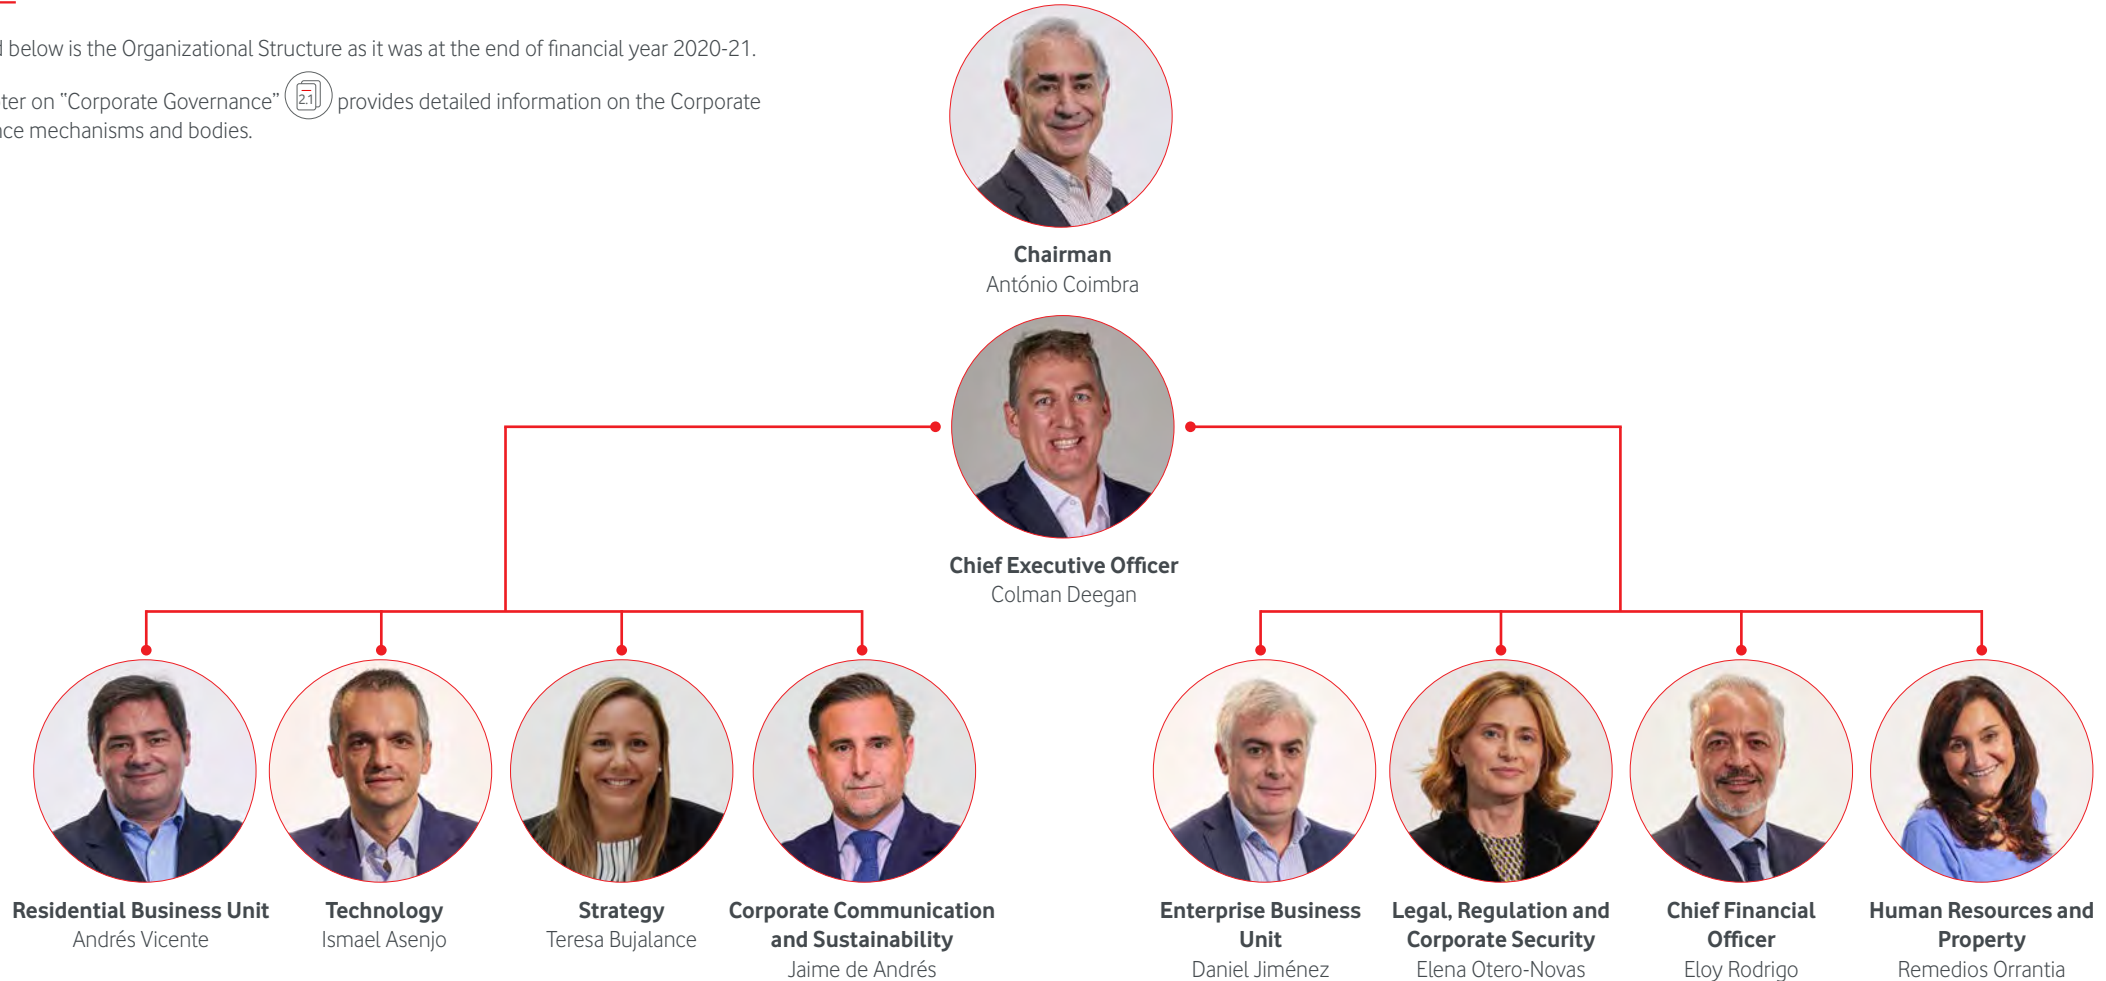 below is the Organizational Structure as it was at the end of financial year 2020-21.
on "Corporate Governance" 2.1 provides detailed information on the Corporate
mechanisms and bodies.
Chairman
António Coimbra
Chief Executive Officer
Colman Deegan
Residential Business Unit
Andrés Vicente
Technology
Ismael Asenjo
Strategy
Teresa Bujalance
Corporate Communication
and Sustainability
Jaime de Andrés
Enterprise Business
Unit
Daniel Jiménez
Legal, Regulation and
Corporate Security
Elena Otero-Novas
Chief Financial
Officer
Eloy Rodrigo
Human Resources and
Property
Remedios Orrantia